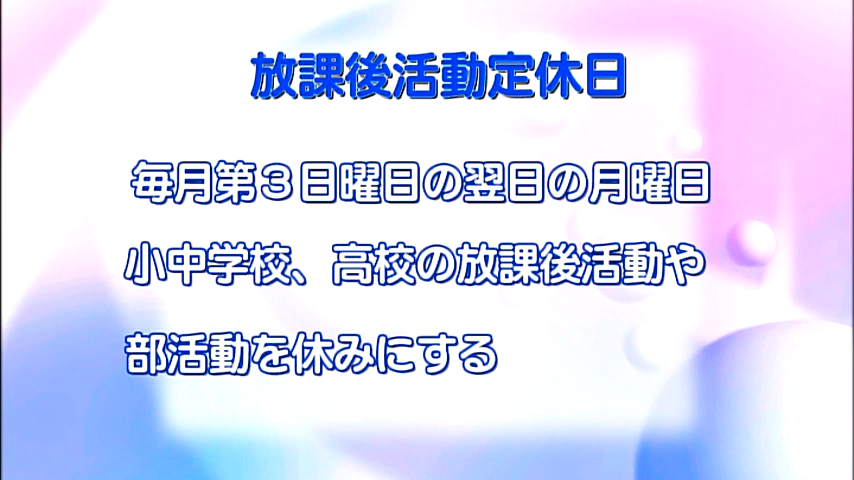 放課後活動定休日
毎月第３日曜日の翌日の月曜日
小中学校、高校の放課後活動や
部活動を休みにする